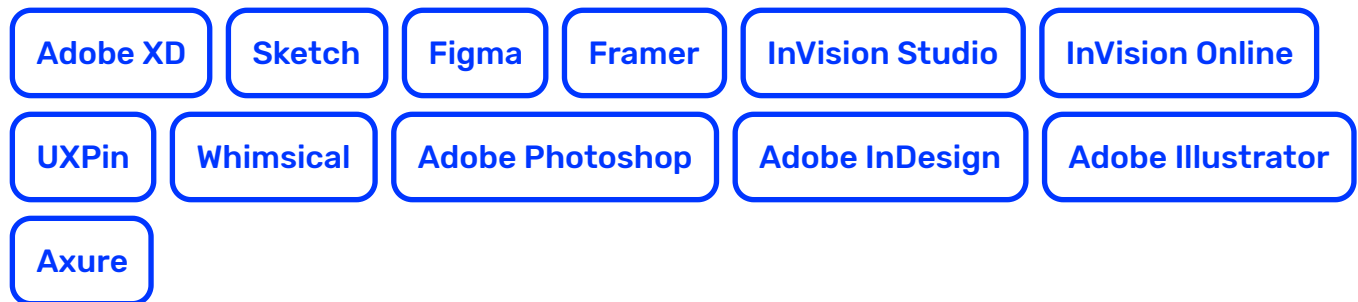 Adobe XD Sketch Figma Framer InVision Studio InVision Online
UXPin Whimsical Adobe Photoshop Adobe InDesign Adobe Illustrator
Axure